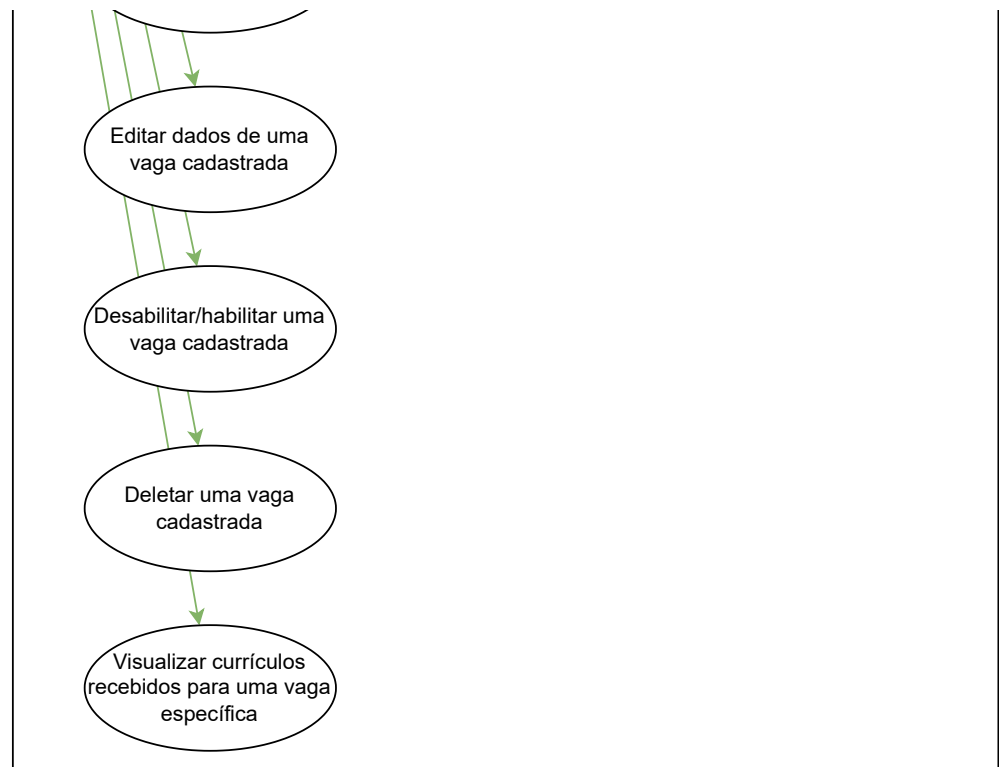 Editar dados de uma
vaga cadastrada
Desabilitar/habilitar uma
vaga cadastrada
Deletar uma vaga
cadastrada
Visualizar currículos
recebidos para uma vaga
específica